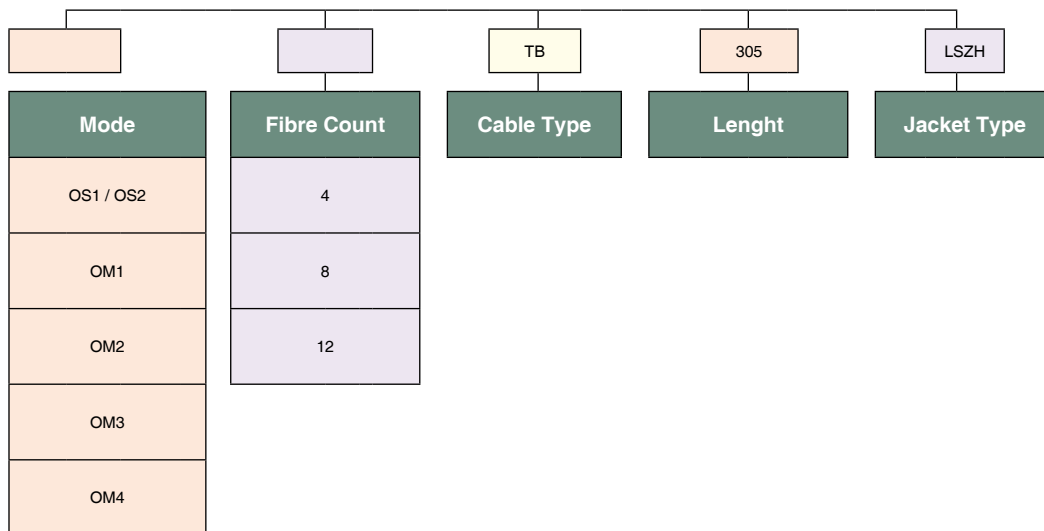 TB
305
LSZH
Mode
Fibre Count
Cable Type
Lenght
Jacket Type
OS1 / OS2
4
OM1
8
OM2
12
OM3
OM4